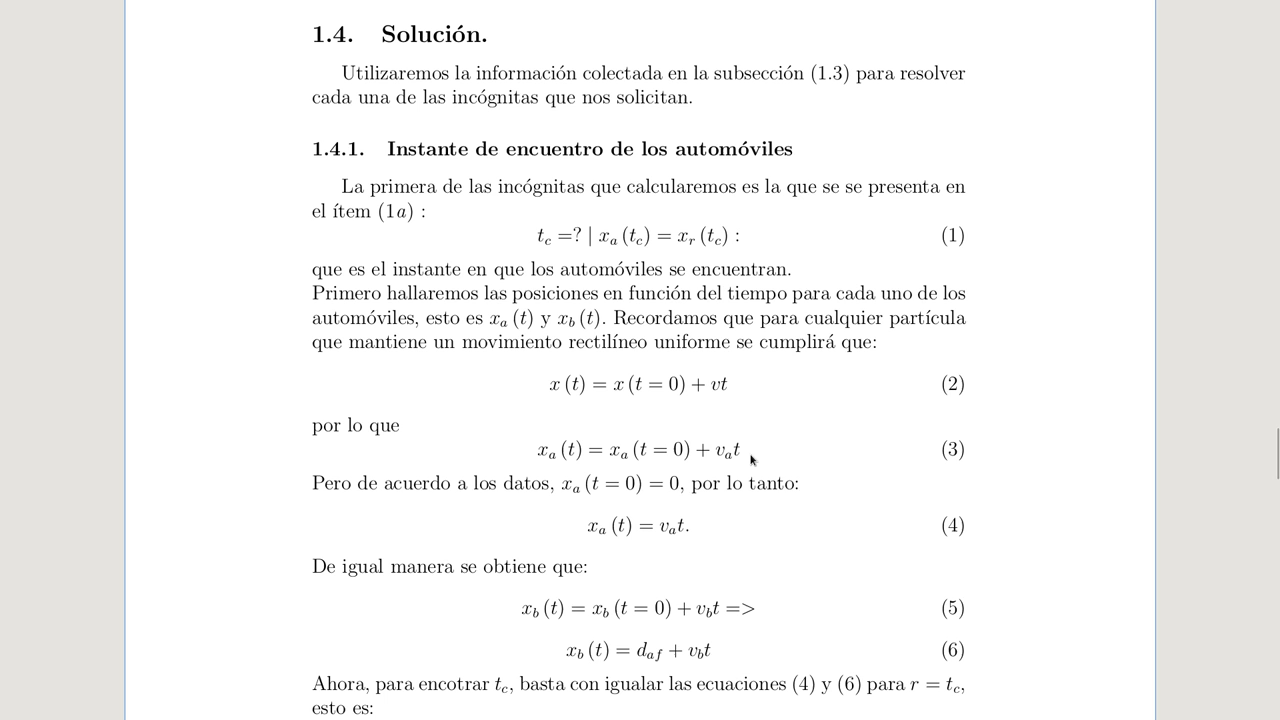 1.4. Solución.
Utilizaremos la información colectada en la subsección (1.3) para resolver
cada una de las incógnitas que nos solicitan.
1.4.1. Instante de encuentro de los automóviles
La primera de las incógnitas que calcularemos es la que se se presenta en
el ítem (1a) :
t_c =? | x_a (t_c) = x_r (t_c) : (1)
que es el instante en que los automóviles se encuentran.
Primero hallaremos las posiciones en función del tiempo para cada uno de los
automóviles, esto es x_a (t) y x_b (t). Recordamos que para cualquier partícula
que mantiene un movimiento rectilíneo uniforme se cumplirá que:
x (t) = x (t = 0) + vt (2)
por lo que
x_a (t) = x_a (t = 0) + v_a t (3)
Pero de acuerdo a los datos, x_a (t = 0) = 0, por lo tanto:
x_a (t) = v_a t. (4)
De igual manera se obtiene que:
x_b (t) = x_b (t = 0) + v_b t => (5)
x_b (t) = d_af + v_b t (6)
Ahora, para encotrar t_c, basta con igualar las ecuaciones (4) y (6) para r = t_c,
esto es: